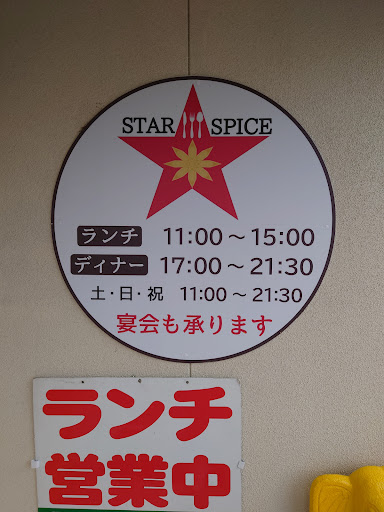 STAR SPICE
ランチ 11:00～15:00
ディナー 17:00～21:30
土・日・祝 11:00～21:30
宴会も承ります
ランチ
営業中